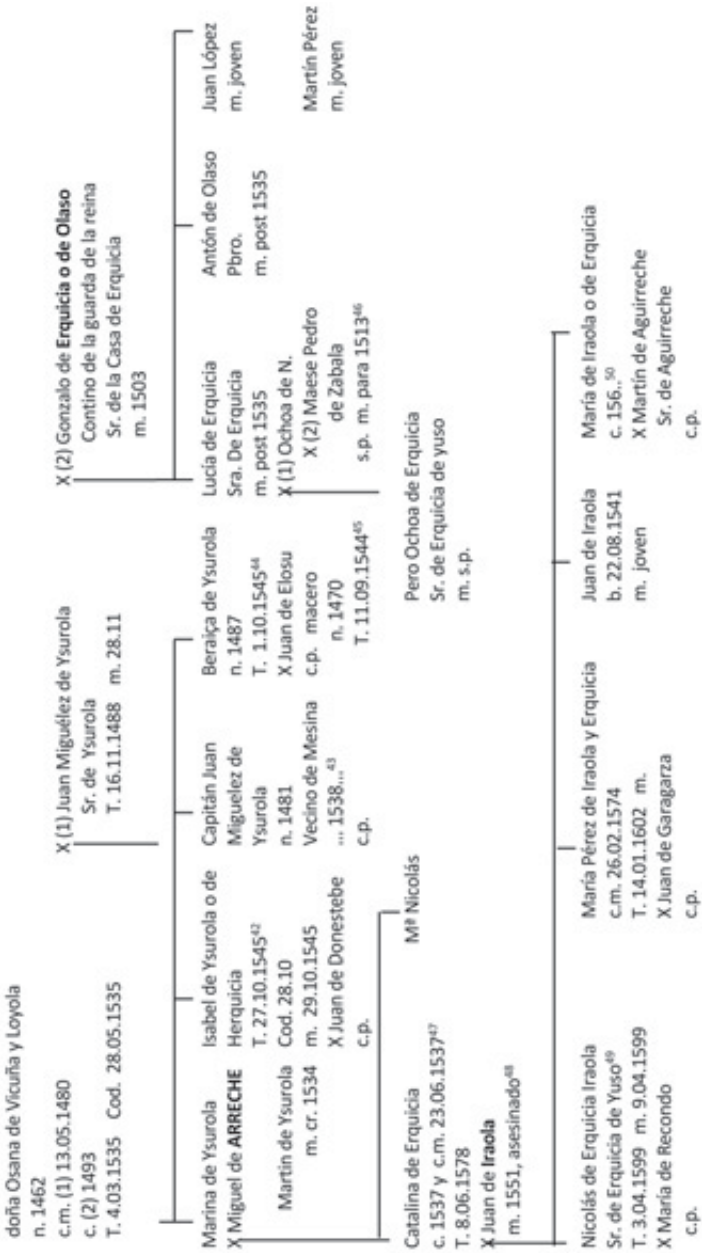 doña Osana de Vicuña y Loyola
n. 1462
c.m. (1) 13.05.1480
c. (2) 1493
T. 4.03.1535 Cod. 28.05.1535
X (1) Juan Miguélez de Ysurola
Sr. de Ysurola
T. 16.11.1488 m. 28.11
X (2) Gonzalo de Erquicia o de Olaso
Contino de la guarda de la reina
Sr. de la Casa de Erquicia
m. 1503
Marina de Ysurola
X Miguel de ARRECHE
Martin de Ysurola
m. cr. 1534
Isabel de Ysurola o de
Herquicia
T. 27.10.1545⁴²
Cod. 28.10
m. 29.10.1545
X Juan de Donestebe
c.p.
Capitán Juan
Miguelez de
Ysurola
n. 1481
Vecino de Mesina
... 1538...⁴³
c.p.
Beraiça de Ysurola
n. 1487
T. 1.10.1545⁴⁴
X Juan de Elosu
c.p. macero
n. 1470
T. 11.09.1544⁴⁵
Lucía de Erquicia
Sra. De Erquicia
m. post 1535
X (1) Ochoa de N.
X (2) Maese Pedro
de Zabala
s.p. m. para 1513⁴⁶
Antón de Olaso
Pbro.
m. post 1535
Juan López
m. joven
Martín Pérez
m. joven
Catalina de Erquicia
c. 1537 y c.m. 23.06.1537⁴⁷
T. 8.06.1578
X Juan de Iraola
m. 1551, asesinado⁴⁸
Mª Nicolás
Pero Ochoa de Erquicia
Sr. de Erquicia de yuso
m. s.p.
Nicolás de Erquicia Iraola
Sr. de Erquicia de Yuso⁴⁹
T. 3.04.1599 m. 9.04.1599
X María de Recondo
c.p.
María Pérez de Iraola y Erquicia
c.m. 26.02.1574
T. 14.01.1602 m.
X Juan de Garagarza
c.p.
Juan de Iraola
b. 22.08.1541
m. joven
María de Iraola o de Erquicia
c. 156..⁵⁰
X Martín de Aguirreche
Sr. de Aguirreche
c.p.